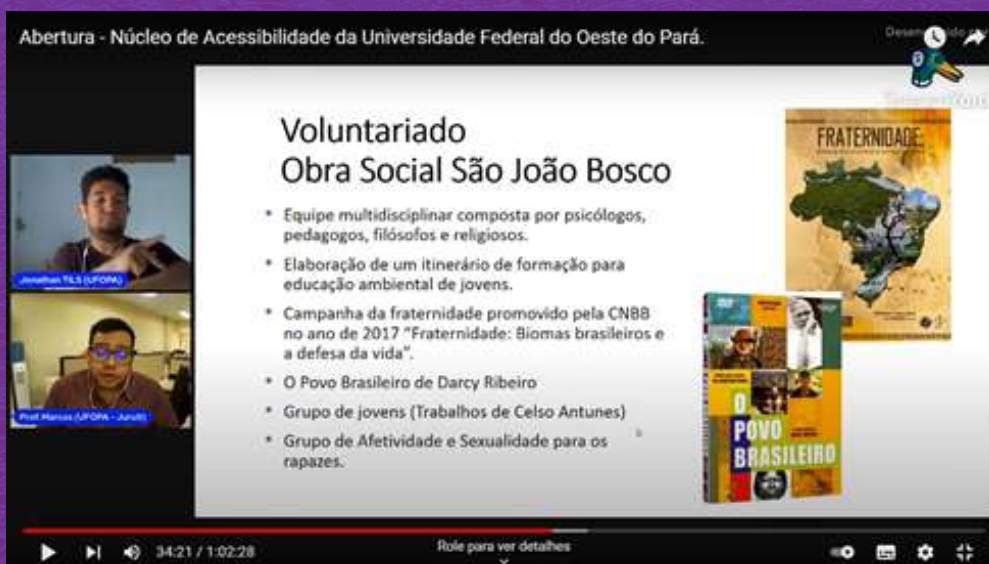 Abertura - Núcleo de Acessibilidade da Universidade Federal do Oeste do Pará.
Voluntariado
Obra Social São João Bosco
• Equipe multidisciplinar composta por psicólogos,
pedagogos, filósofos e religiosos.
• Elaboração de um itinerário de formação para
educação ambiental de jovens.
• Campanha da fraternidade promovido pela CNBB
no ano de 2017 "Fraternidade: Biomas brasileiros e
a defesa da vida".
• O Povo Brasileiro de Darcy Ribeiro
• Grupo de jovens (Trabalhos de Celso Antunes)
• Grupo de Afetividade e Sexualidade para os
rapazes.
FRATERNIDADE
O
POVO
BRASILEIRO
Jonathan TILS (UFOPA)
Prof.Marcos (UFOPA - Juruti)
34:21 / 1:02:28
Role para ver detalhes